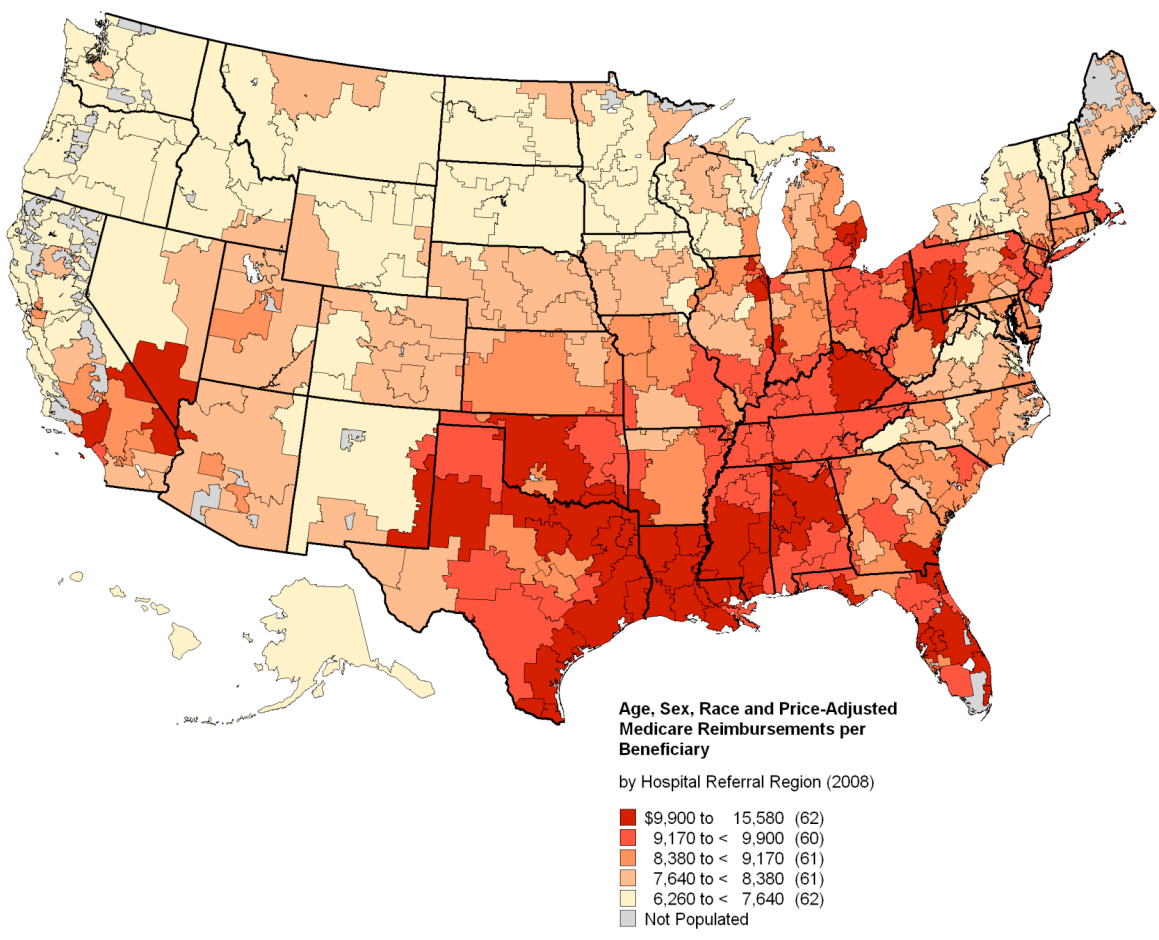 Age, Sex, Race and Price-Adjusted
Medicare Reimbursements per
Beneficiary
by Hospital Referral Region (2008)
$9,900 to 15,580 (62)
9,170 to < 9,900 (60)
8,380 to < 9,170 (61)
7,640 to < 8,380 (61)
6,260 to < 7,640 (62)
Not Populated